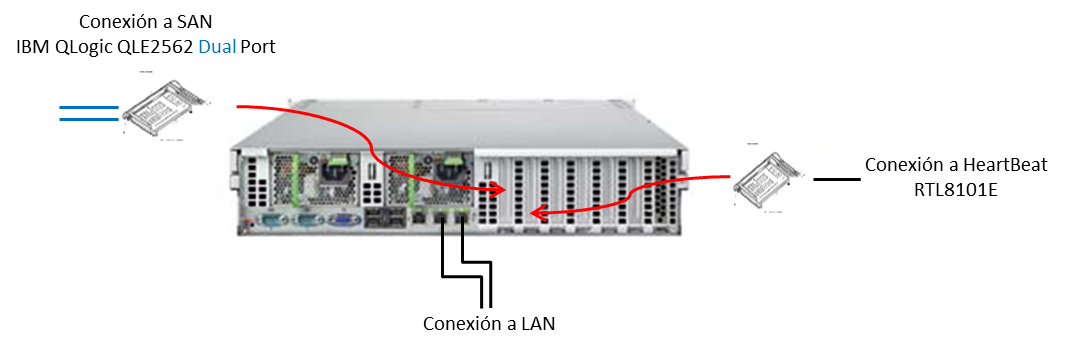 Conexión a SAN
IBM QLogic QLE2562 Dual Port
Conexión a HeartBeat
RTL8101E
Conexión a LAN